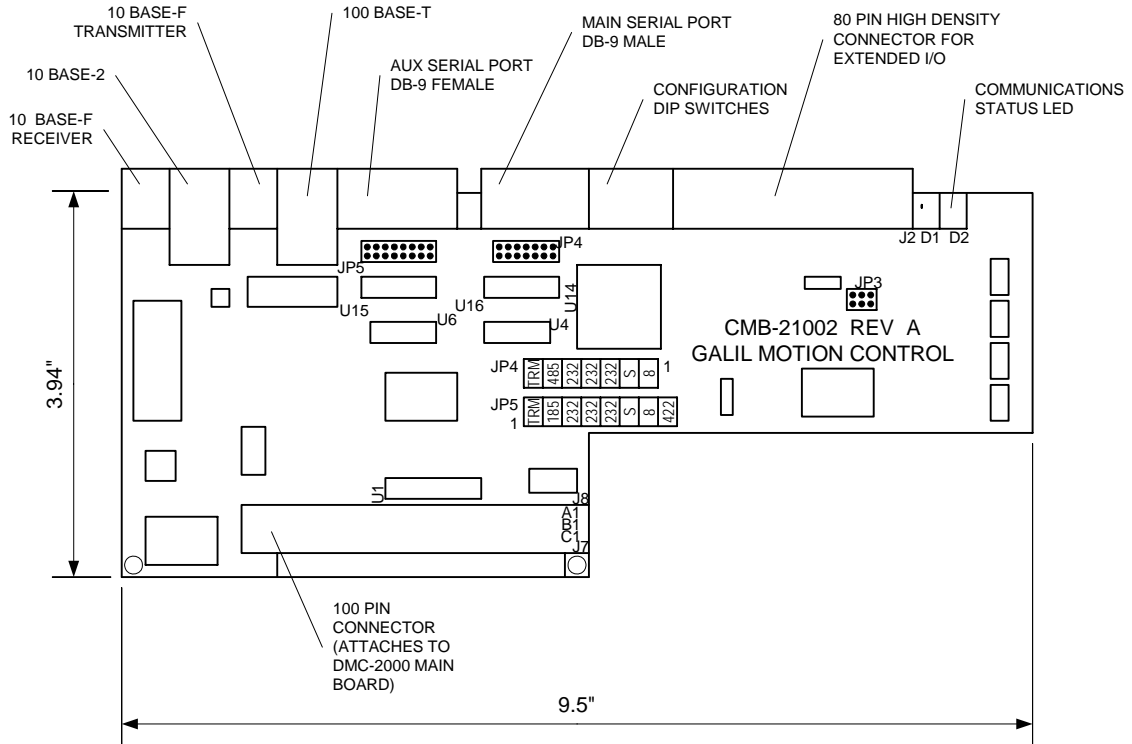 10 BASE-F
TRANSMITTER
100 BASE-T
MAIN SERIAL PORT
DB-9 MALE
80 PIN HIGH DENSITY
CONNECTOR FOR
EXTENDED I/O
10 BASE-2
AUX SERIAL PORT
DB-9 FEMALE
CONFIGURATION
DIP SWITCHES
COMMUNICATIONS
STATUS LED
10 BASE-F
RECEIVER
J2 D1 D2
JP4
JP5
JP3
U15
U16
U14
U6
U4
CMB-21002 REV A
GALIL MOTION CONTROL
3.94"
JP4 TRM 485 232 232 232 S 8 1
JP5 TRM 185 232 232 232 S 8 422
1
U1
J8
A1
B1
C1
J7
100 PIN
CONNECTOR
(ATTACHES TO
DMC-2000 MAIN
BOARD)
9.5"